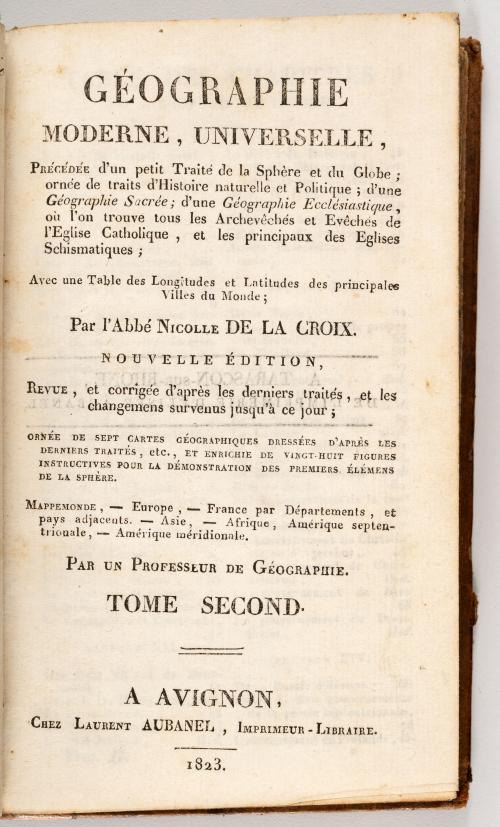 GÉOGRAPHIE
MODERNE , UNIVERSELLE ,
PRÉCÉDÉE d'un petit Traité de la Sphère et du Globe ;
ornée de traits d'Histoire naturelle et Politique ; d'une
Géographie Sacrée ; d'une Géographie Ecclésiastique ,
où l'on trouve tous les Archevêchés et Evêchés de
l'Eglise Catholique , et les principaux des Eglises
Schismatiques ;
Avec une Table des Longitudes et Latitudes des principales
Villes du Monde ;
Par l'Abbé NICOLLE DE LA CROIX.
NOUVELLE ÉDITION,
REVUE , et corrigée d'après les derniers traités , et les
changemens survenus jusqu'à ce jour ;
ORNÉE DE SEPT CARTES GÉOGRAPHIQUES DRESSÉES D'APRÈS LES
DERNIERS TRAITÉS , etc. , ET ENRICHIE DE VINGT-HUIT FIGURES
INSTRUCTIVES POUR LA DÉMONSTRATION DES PREMIERS ÉLÉMENS
DE LA SPHÈRE.
MAPPEMONDE , — Europe , — France par Départements , et
pays adjacents. — Asie , — Afrique , Amérique septen-
trionale , — Amérique méridionale.
PAR UN PROFESSEUR DE GÉOGRAPHIE.
TOME SECOND.
A AVIGNON,
CHEZ LAURENT AUBANEL , IMPRIMEUR-LIBRAIRE.
1823.